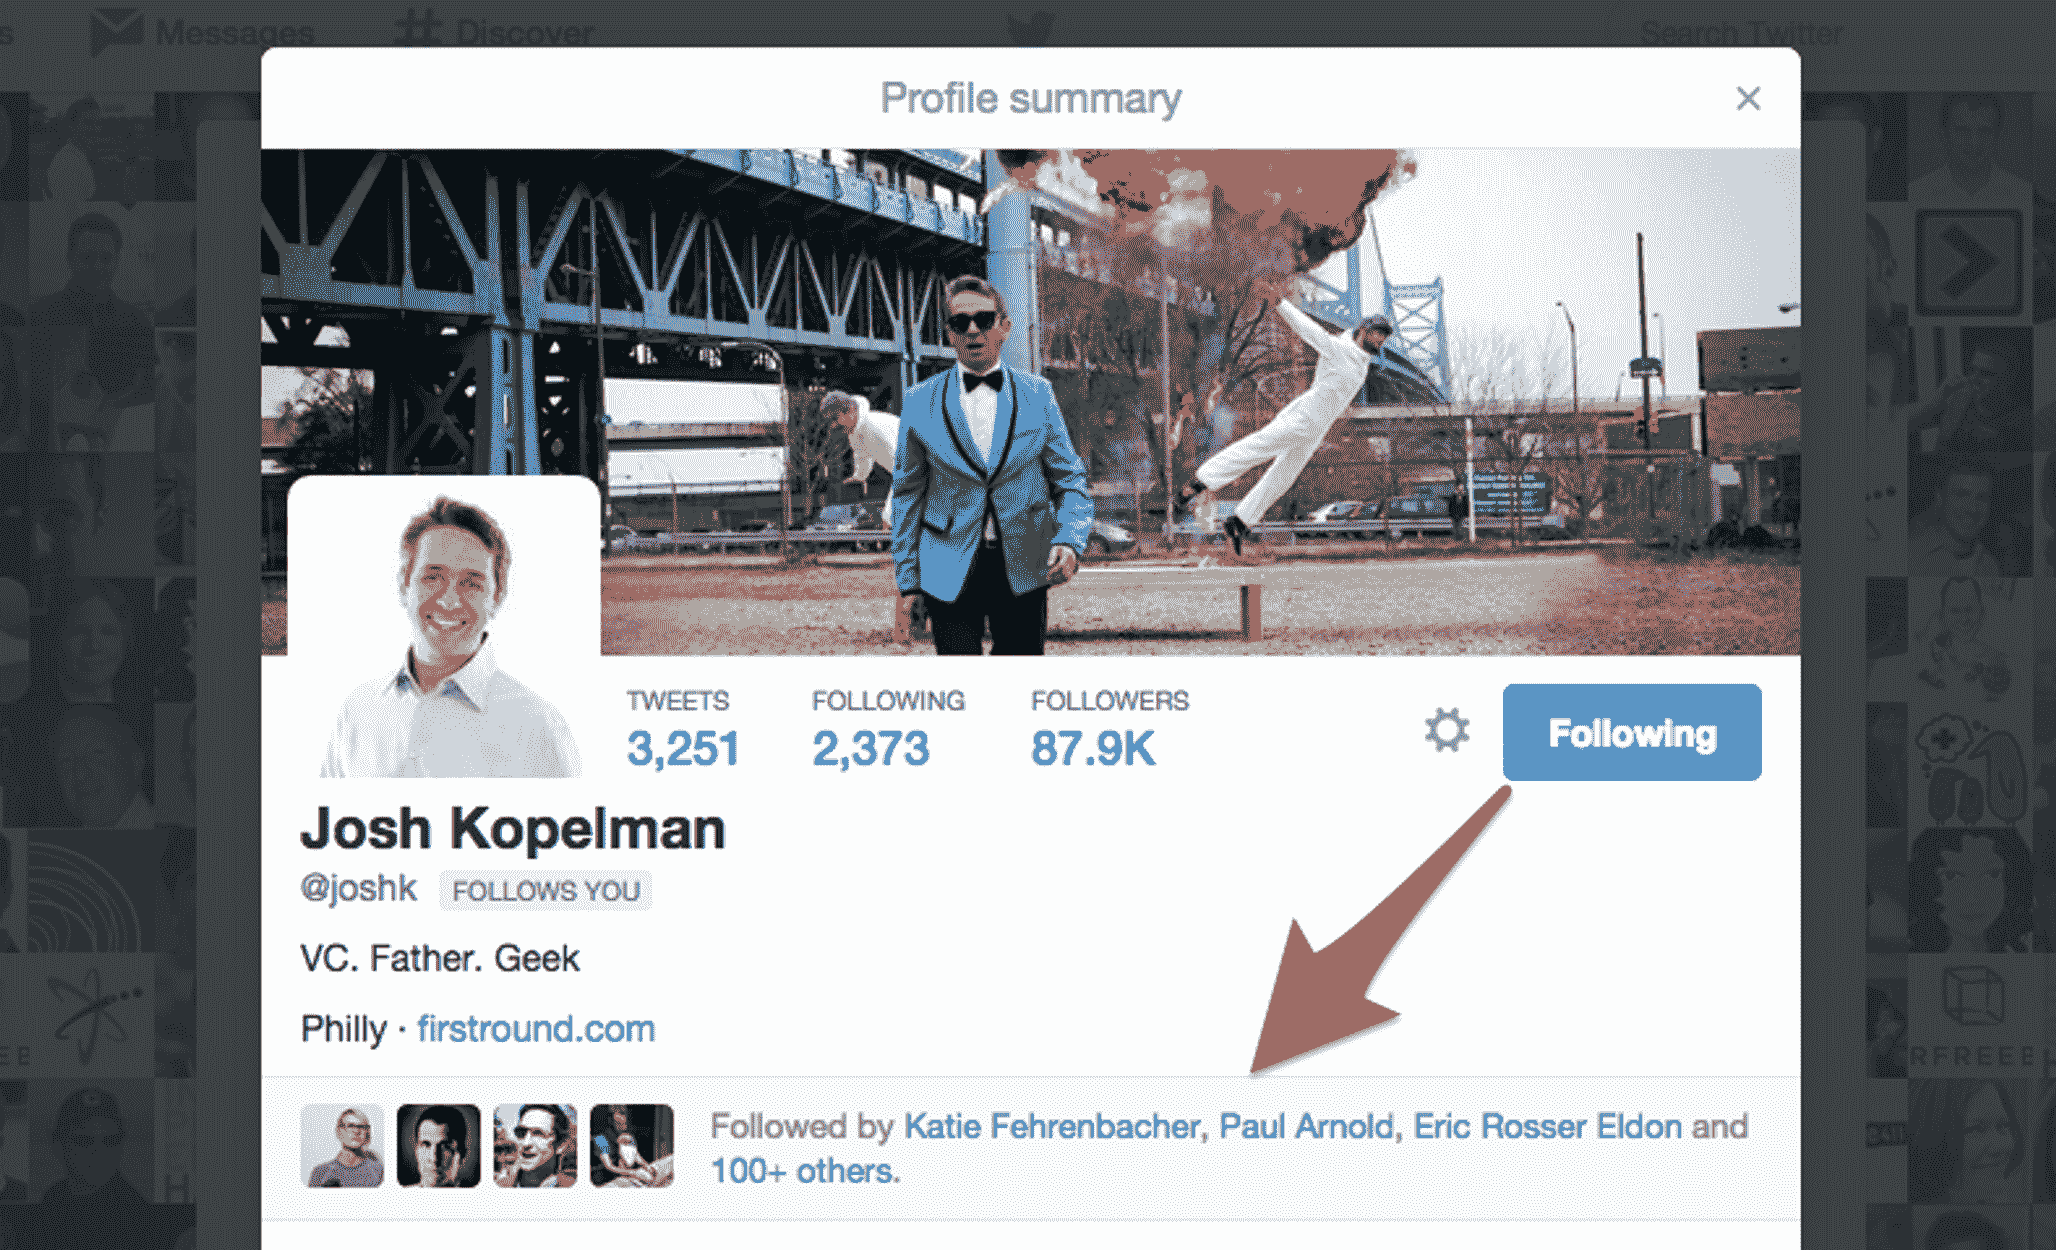 Messages
Discover
Search Twitter
Profile summary
TWEETS
FOLLOWING
FOLLOWERS
3,251
2,373
87.9K
Following
Josh Kopelman
@joshk
FOLLOWS YOU
VC. Father. Geek
Philly · firstround.com
RFREEE
Followed by Katie Fehrenbacher, Paul Arnold, Eric Rosser Eldon and
100+ others.